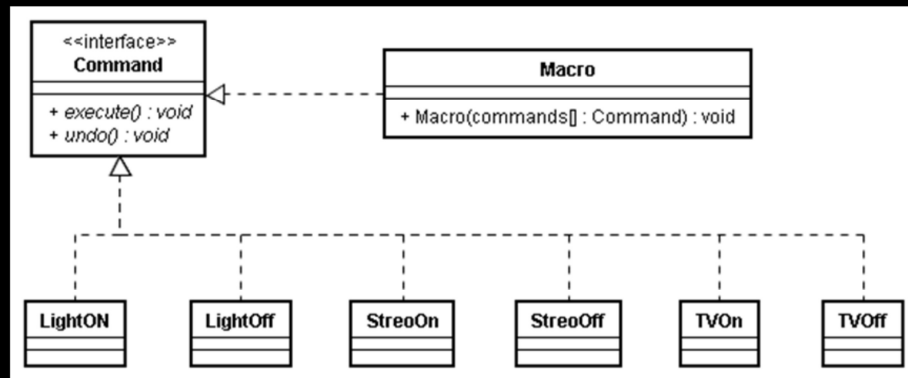 <<interface>>
Command
+ execute() : void
+ undo() : void
Macro
+ Macro(commands[] : Command) : void
LightON
LightOff
StreoOn
StreoOff
TVOn
TVOff